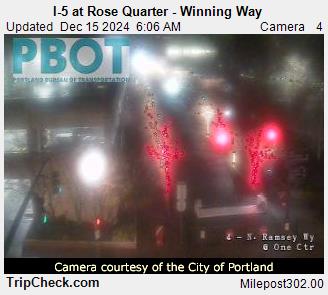 I-5 at Rose Quarter - Winning Way
Updated Dec 15 2024 6:06 AM Camera 4
PBOT
PORTLAND BUREAU OF TRANSPORTATION
4 - N. Ramsey Wy
@ One Ctr
Camera courtesy of the City of Portland
TripCheck.com Milepost302.00